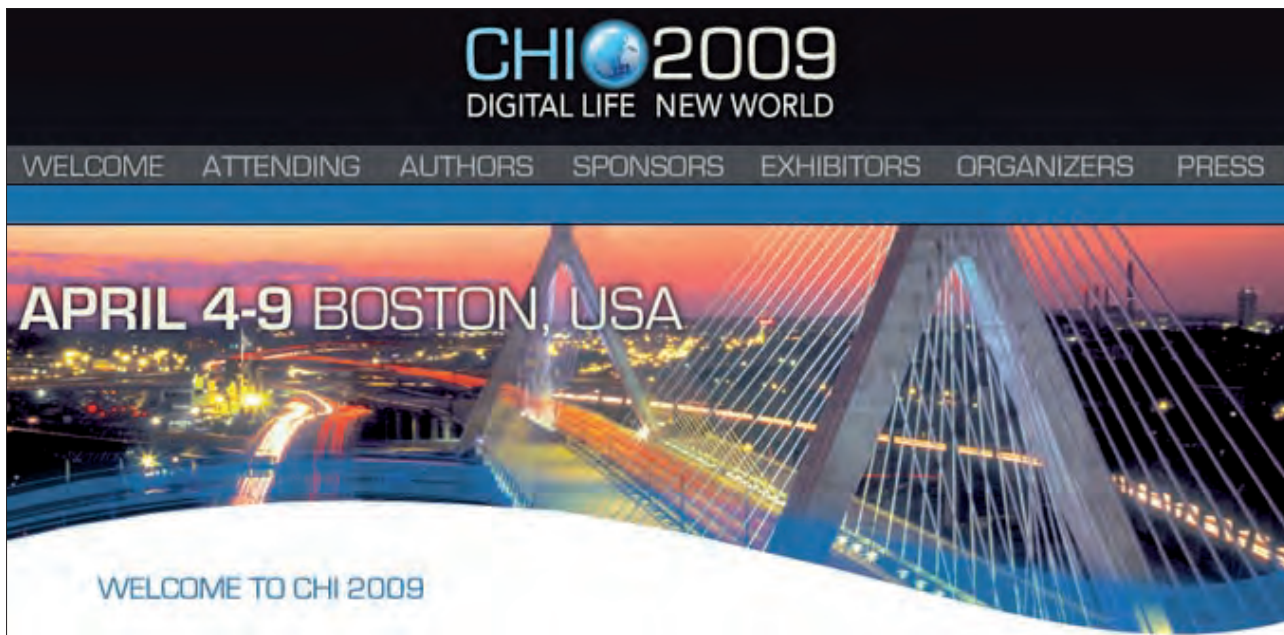 CHI 2009
DIGITAL LIFE NEW WORLD
WELCOME ATTENDING AUTHORS SPONSORS EXHIBITORS ORGANIZERS PRESS
APRIL 4-9 BOSTON, USA
WELCOME TO CHI 2009